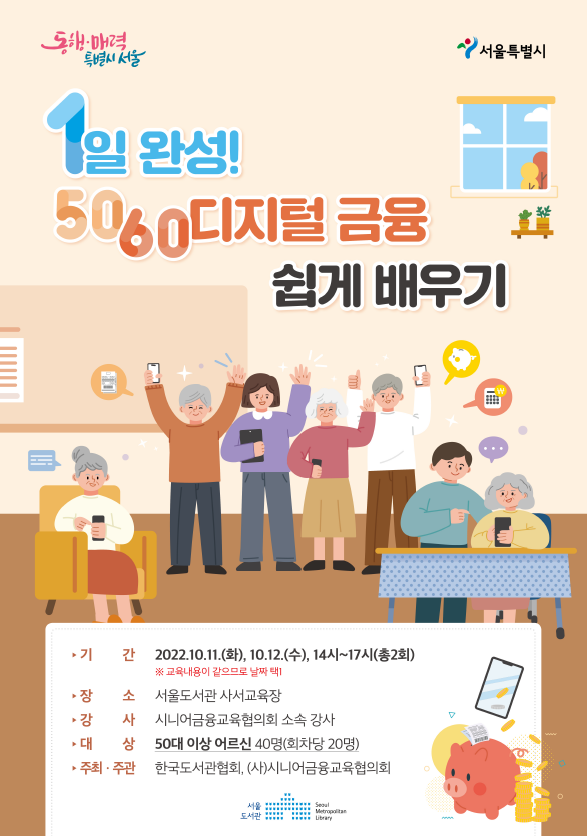 동행·매력
특별시 서울
서울특별시
1일 완성!
5060디지털 금융
쉽게 배우기
▸기 간 2022.10.11.(화), 10.12.(수), 14시~17시(총2회)
※ 교육내용이 같으므로 날짜 택1
▸장 소 서울도서관 사서교육장
▸강 사 시니어금융교육협의회 소속 강사
▸대 상 50대 이상 어르신 40명(회차당 20명)
▸주최·주관 한국도서관협회, (사)시니어금융교육협의회
서울
도서관
Seoul
Metropolitan
Library